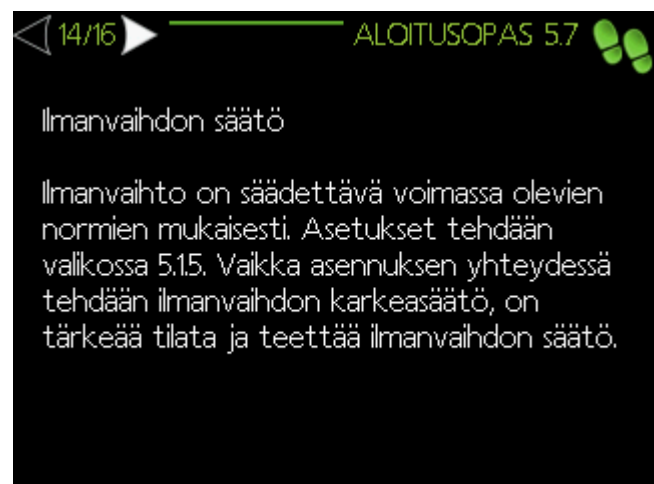 14/16
ALOITUSOPAS 5.7
Ilmanvaihdon säätö
Ilmanvaihto on säädettävä voimassa olevien
normien mukaisesti. Asetukset tehdään
valikossa 5.1.5. Vaikka asennuksen yhteydessä
tehdään ilmanvaihdon karkeasäätö, on
tärkeää tilata ja teettää ilmanvaihdon säätö.